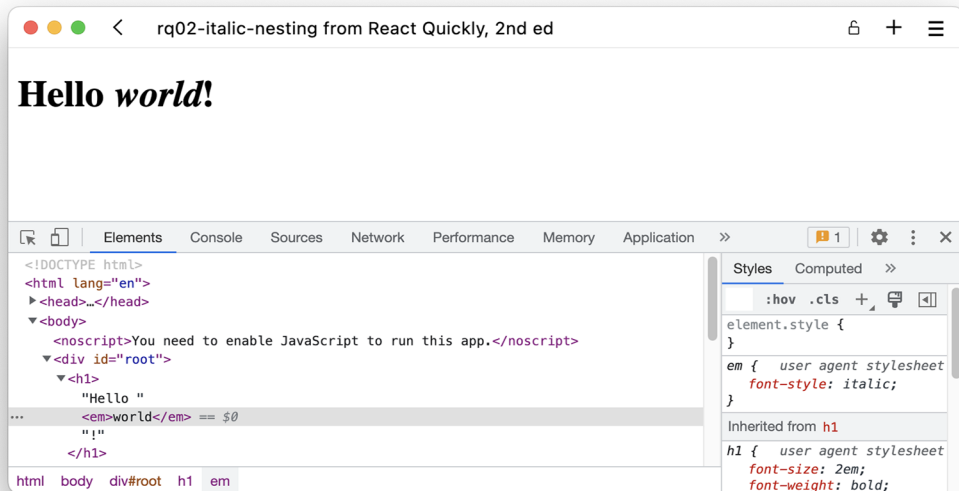 rq02-italic-nesting from React Quickly, 2nd ed
Hello world!
Elements Console Sources Network Performance Memory Application » 1
<!DOCTYPE html>
<html lang="en">
<head>…</head>
<body>
<noscript>You need to enable JavaScript to run this app.</noscript>
<div id="root">
<h1>
"Hello "
<em>world</em> == $0
"!"
</h1>
html body div#root h1 em
Styles Computed »
:hov .cls +
element.style {
}
em { user agent stylesheet
font-style: italic;
}
Inherited from h1
h1 { user agent stylesheet
font-size: 2em;
font-weight: bold;